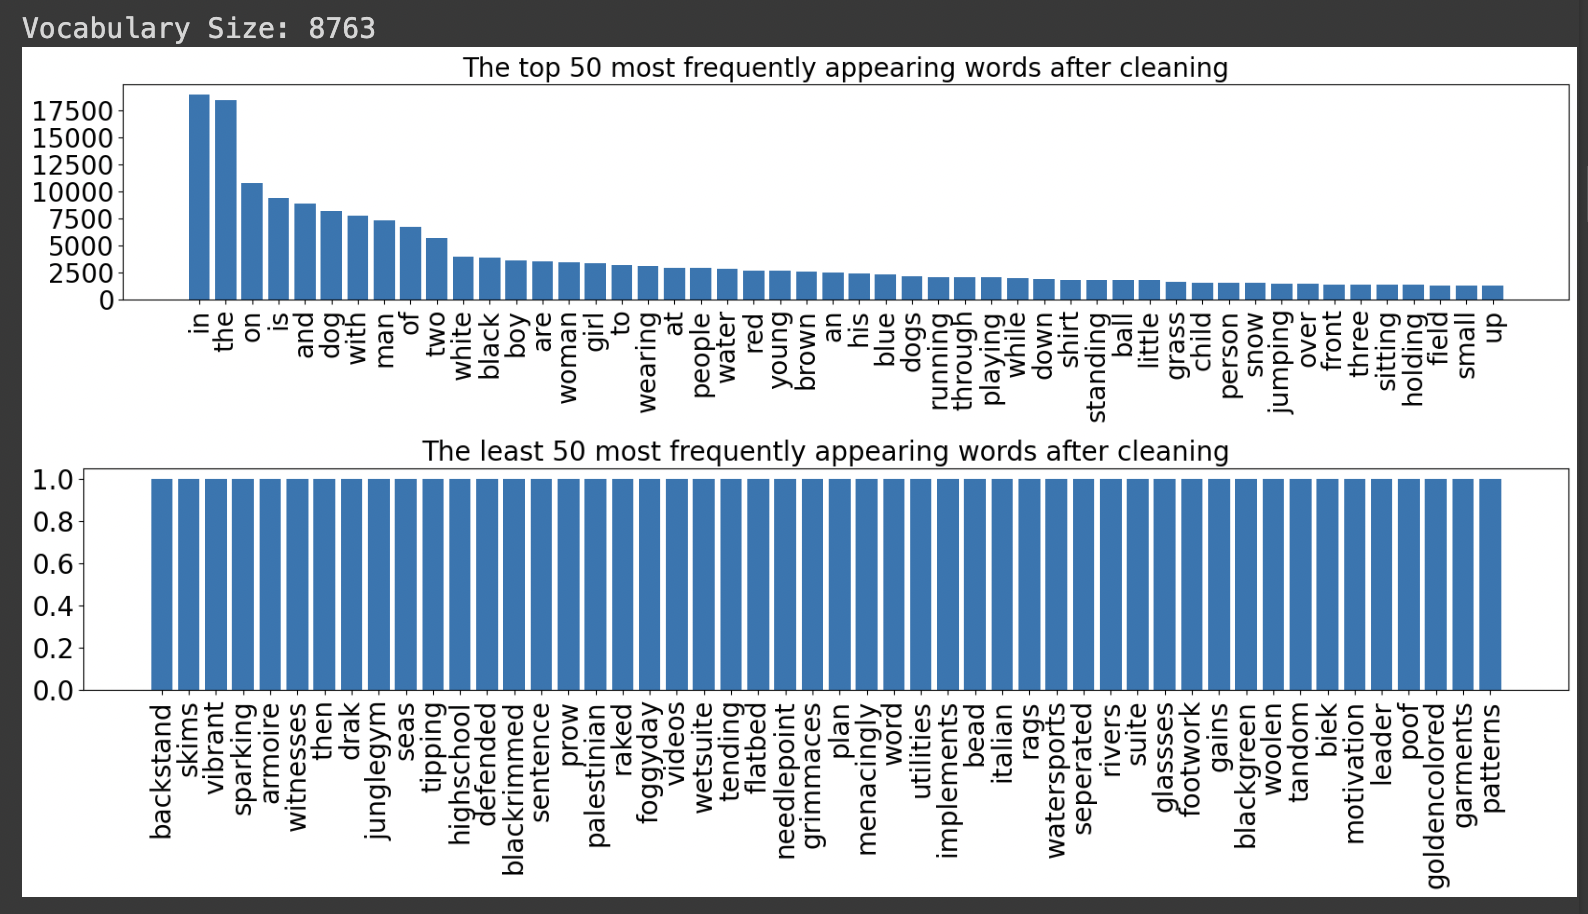 Vocabulary Size: 8763
The top 50 most frequently appearing words after cleaning
17500
15000
12500
10000
7500
5000
2500
0
in the on is and dog with man of two white black boy are woman girl to wearing at people water red young brown an his blue dogs running through playing while down shirt standing ball little grass child person snow jumping over front three sitting holding field small up
The least 50 most frequently appearing words after cleaning
1.0
0.8
0.6
0.4
0.2
0.0
backstand skims vibrant sparking armoire witnesses then drak junglegym seas tipping highschool defended blackrimmed sentence prow palestinian raked foggyday videos wetsuite tending flatbed needlepoint grimmaces plan menacingly word utilities implements bead italian rags watersports seperated rivers suite glassses footwork gains blackgreen woolen tandom biek motivation leader poof goldencolored garments patterns